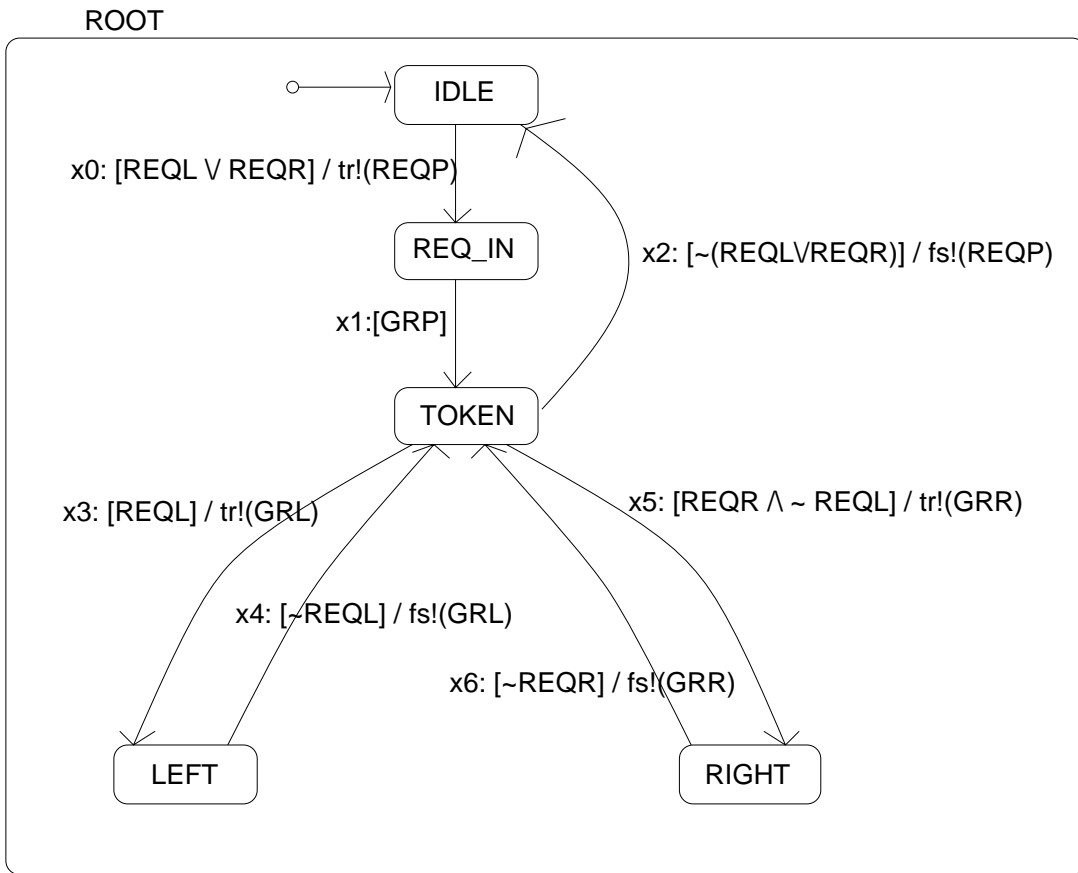 ROOT
IDLE
x0: [REQL \/ REQR] / tr!(REQP)
REQ_IN
x2: [~(REQL\/REQR)] / fs!(REQP)
x1:[GRP]
TOKEN
x3: [REQL] / tr!(GRL)
x5: [REQR /\ ~ REQL] / tr!(GRR)
x4: [~REQL] / fs!(GRL)
x6: [~REQR] / fs!(GRR)
LEFT
RIGHT